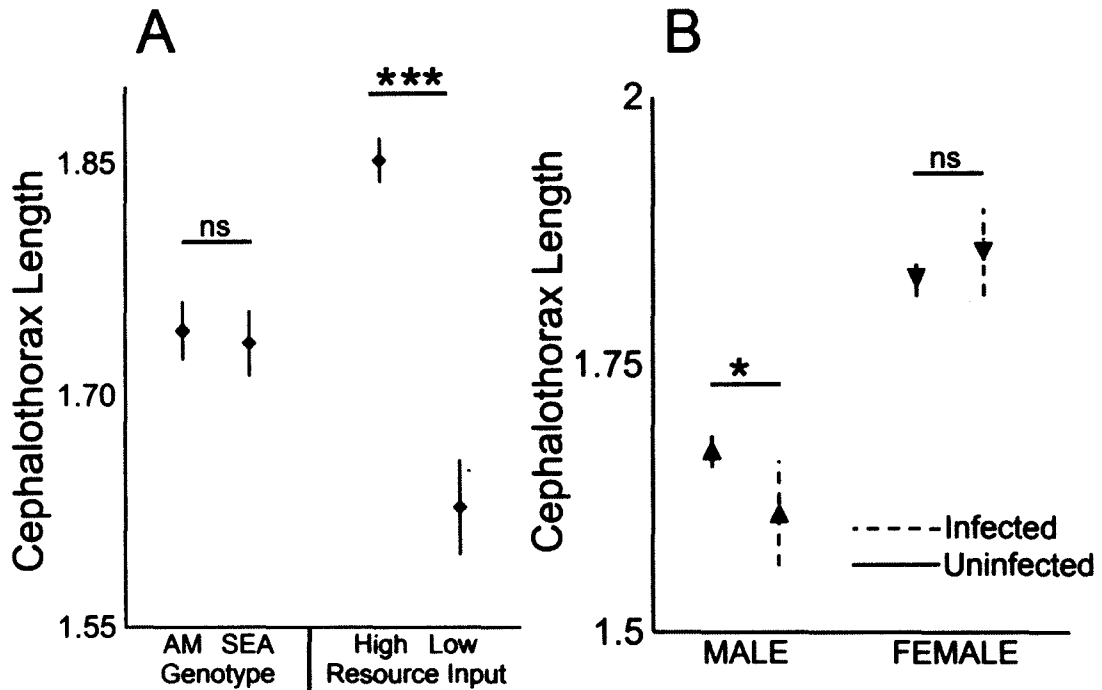 A
Cephalothorax Length
1.85
1.70
1.55
ns
***
AM SEA
Genotype
High Low
Resource Input
B
Cephalothorax Length
2
1.75
1.5
*
ns
Infected
Uninfected
MALE FEMALE